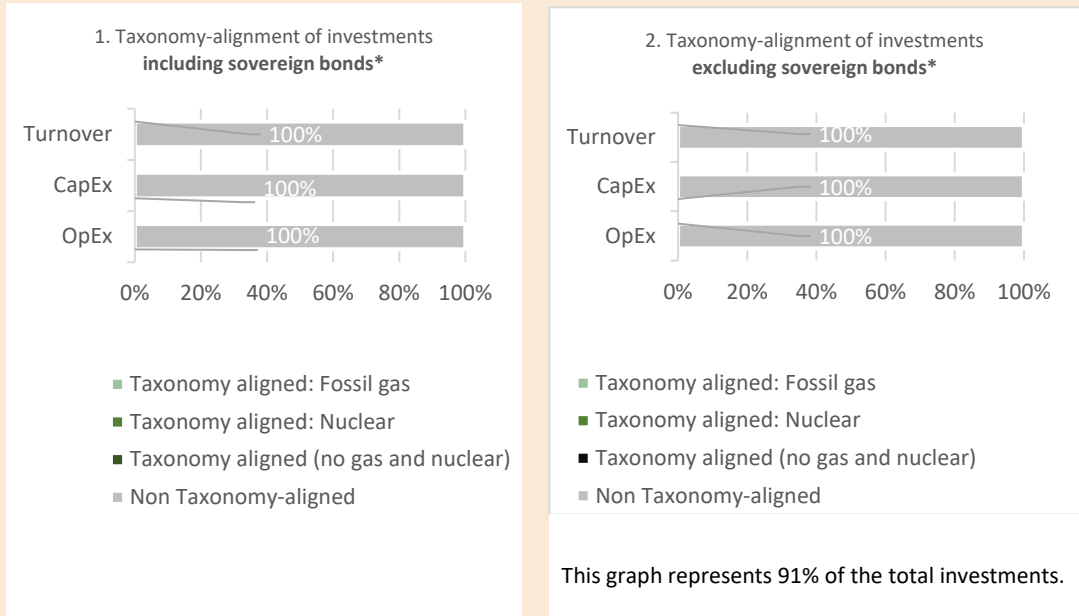 1. Taxonomy-alignment of investments
including sovereign bonds*
Turnover
100%
CapEx
100%
OpEx
100%
0% 20% 40% 60% 80% 100%
■ Taxonomy aligned: Fossil gas
■ Taxonomy aligned: Nuclear
■ Taxonomy aligned (no gas and nuclear)
■ Non Taxonomy-aligned
2. Taxonomy-alignment of investments
excluding sovereign bonds*
Turnover
100%
CapEx
100%
OpEx
100%
0% 20% 40% 60% 80% 100%
■ Taxonomy aligned: Fossil gas
■ Taxonomy aligned: Nuclear
■ Taxonomy aligned (no gas and nuclear)
■ Non Taxonomy-aligned
This graph represents 91% of the total investments.